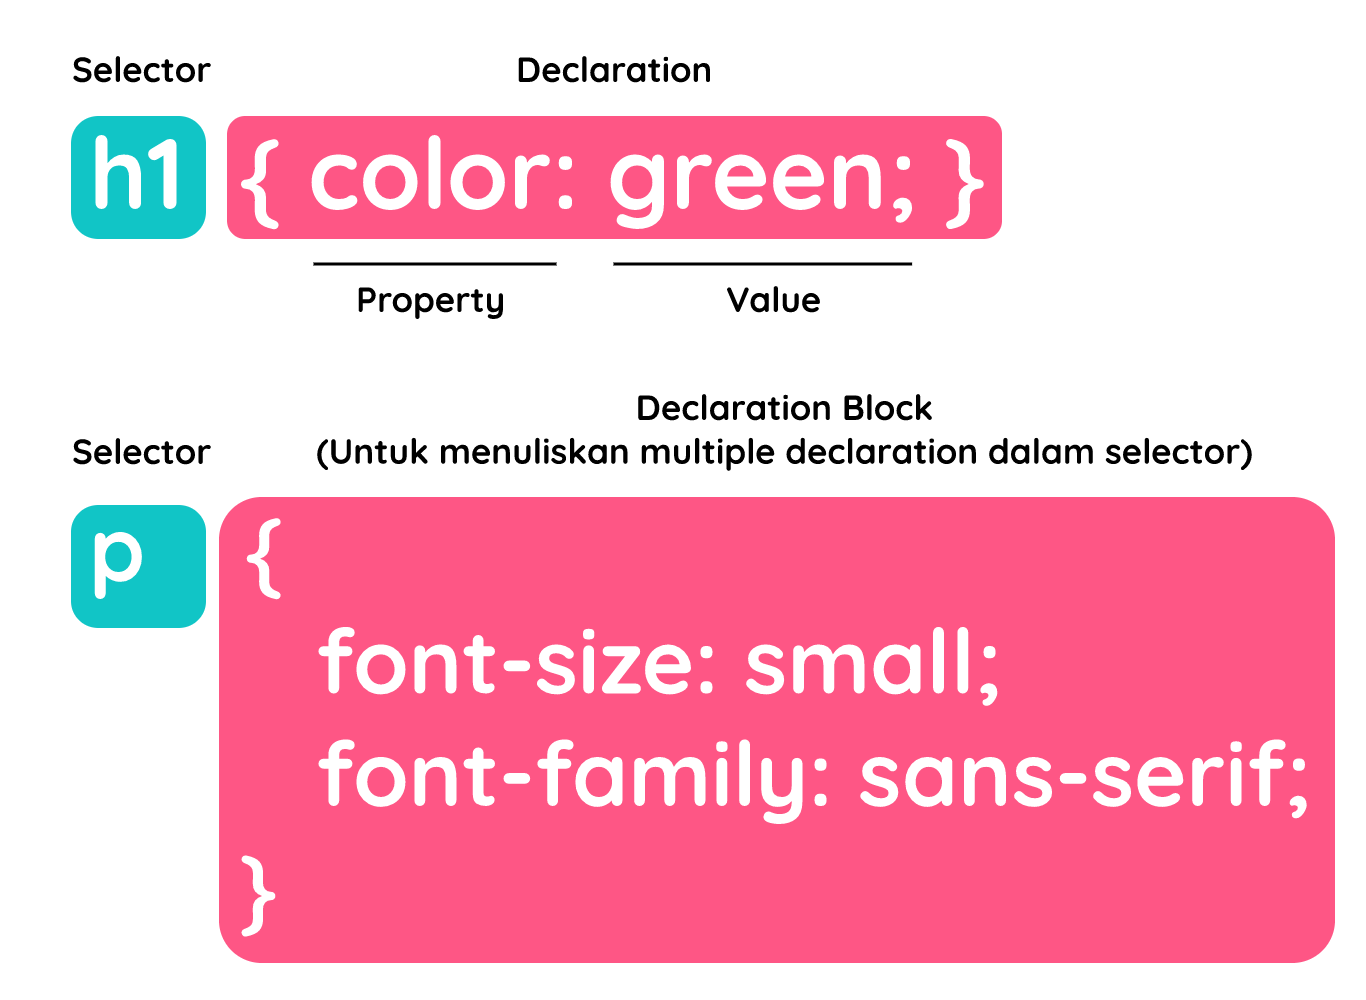 Selector Declaration
h1 { color: green; }
Property Value
Declaration Block
Selector (Untuk menuliskan multiple declaration dalam selector)
p {
font-size: small;
font-family: sans-serif;
}